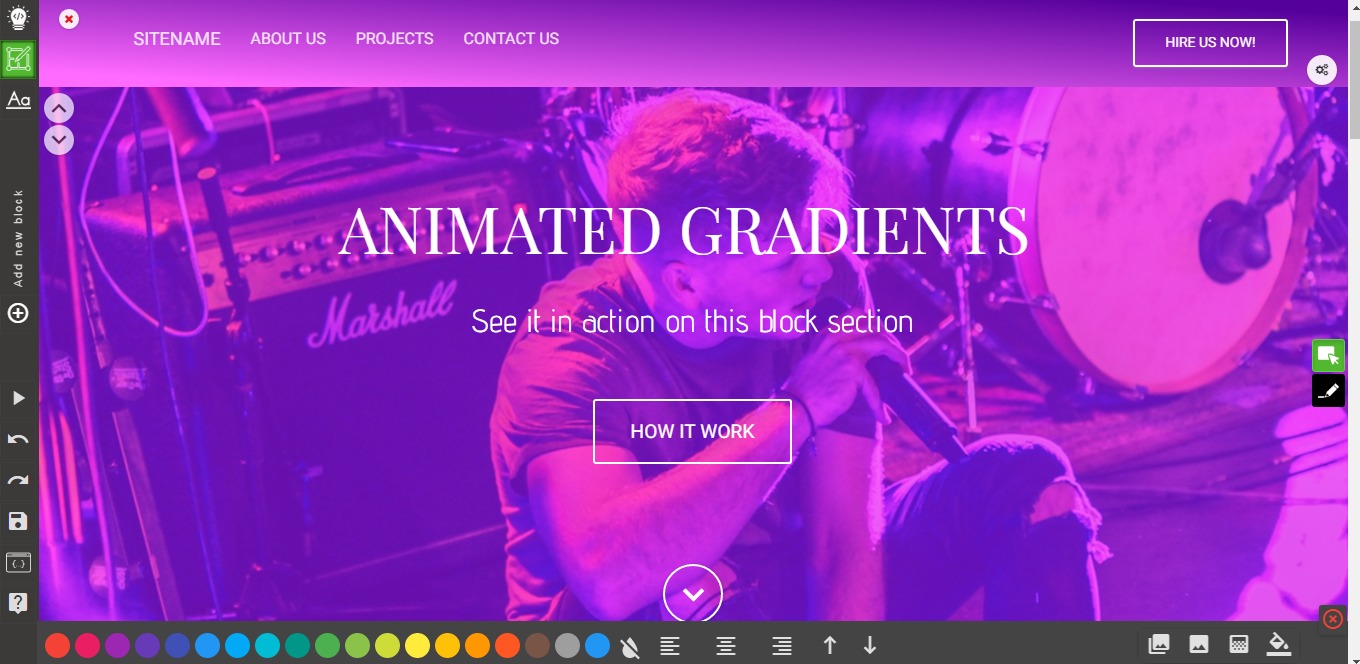 SITENAME ABOUT US PROJECTS CONTACT US
HIRE US NOW!
Aa
Add new block
ANIMATED GRADIENTS
Marshall
See it in action on this block section
HOW IT WORK
{..}
?